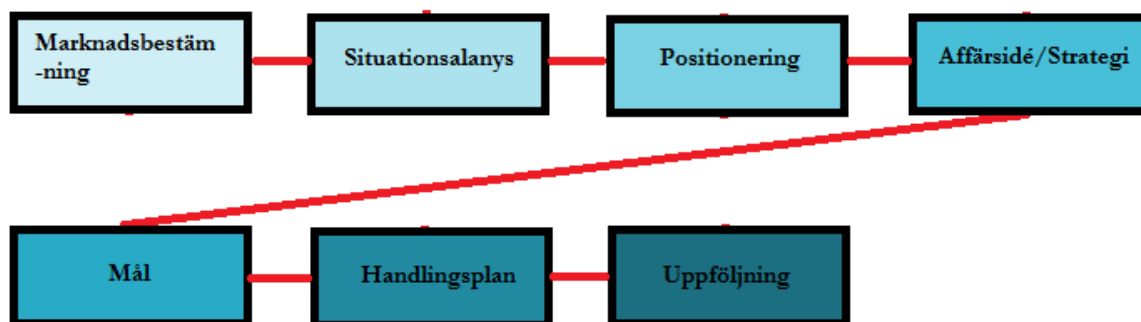 Marknadsbestäm
-ning
Situationsalanys
Positionering
Affärsidé/Strategi
Mål
Handlingsplan
Uppföljning